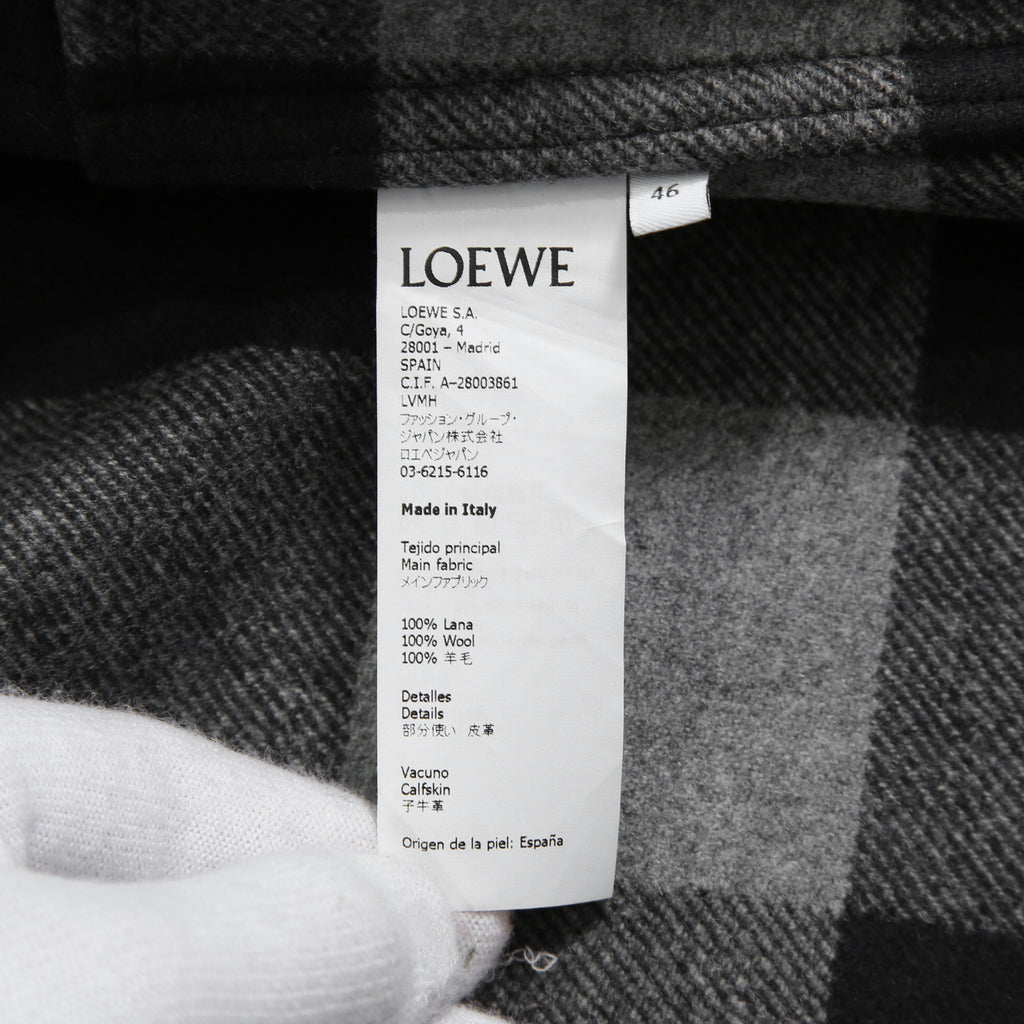 46
LOEWE
LOEWE S.A.
C/Goya, 4
28001 – Madrid
SPAIN
C.I.F. A–28003861
LVMH
ファッション・グループ・
ジャパン株式会社
ロエベジャパン
03-6215-6116
Made in Italy
Tejido principal
Main fabric
メインファブリック
100% Lana
100% Wool
100% 羊毛
Detalles
Details
部分使い 皮革
Vacuno
Calfskin
子牛革
Origen de la piel: España